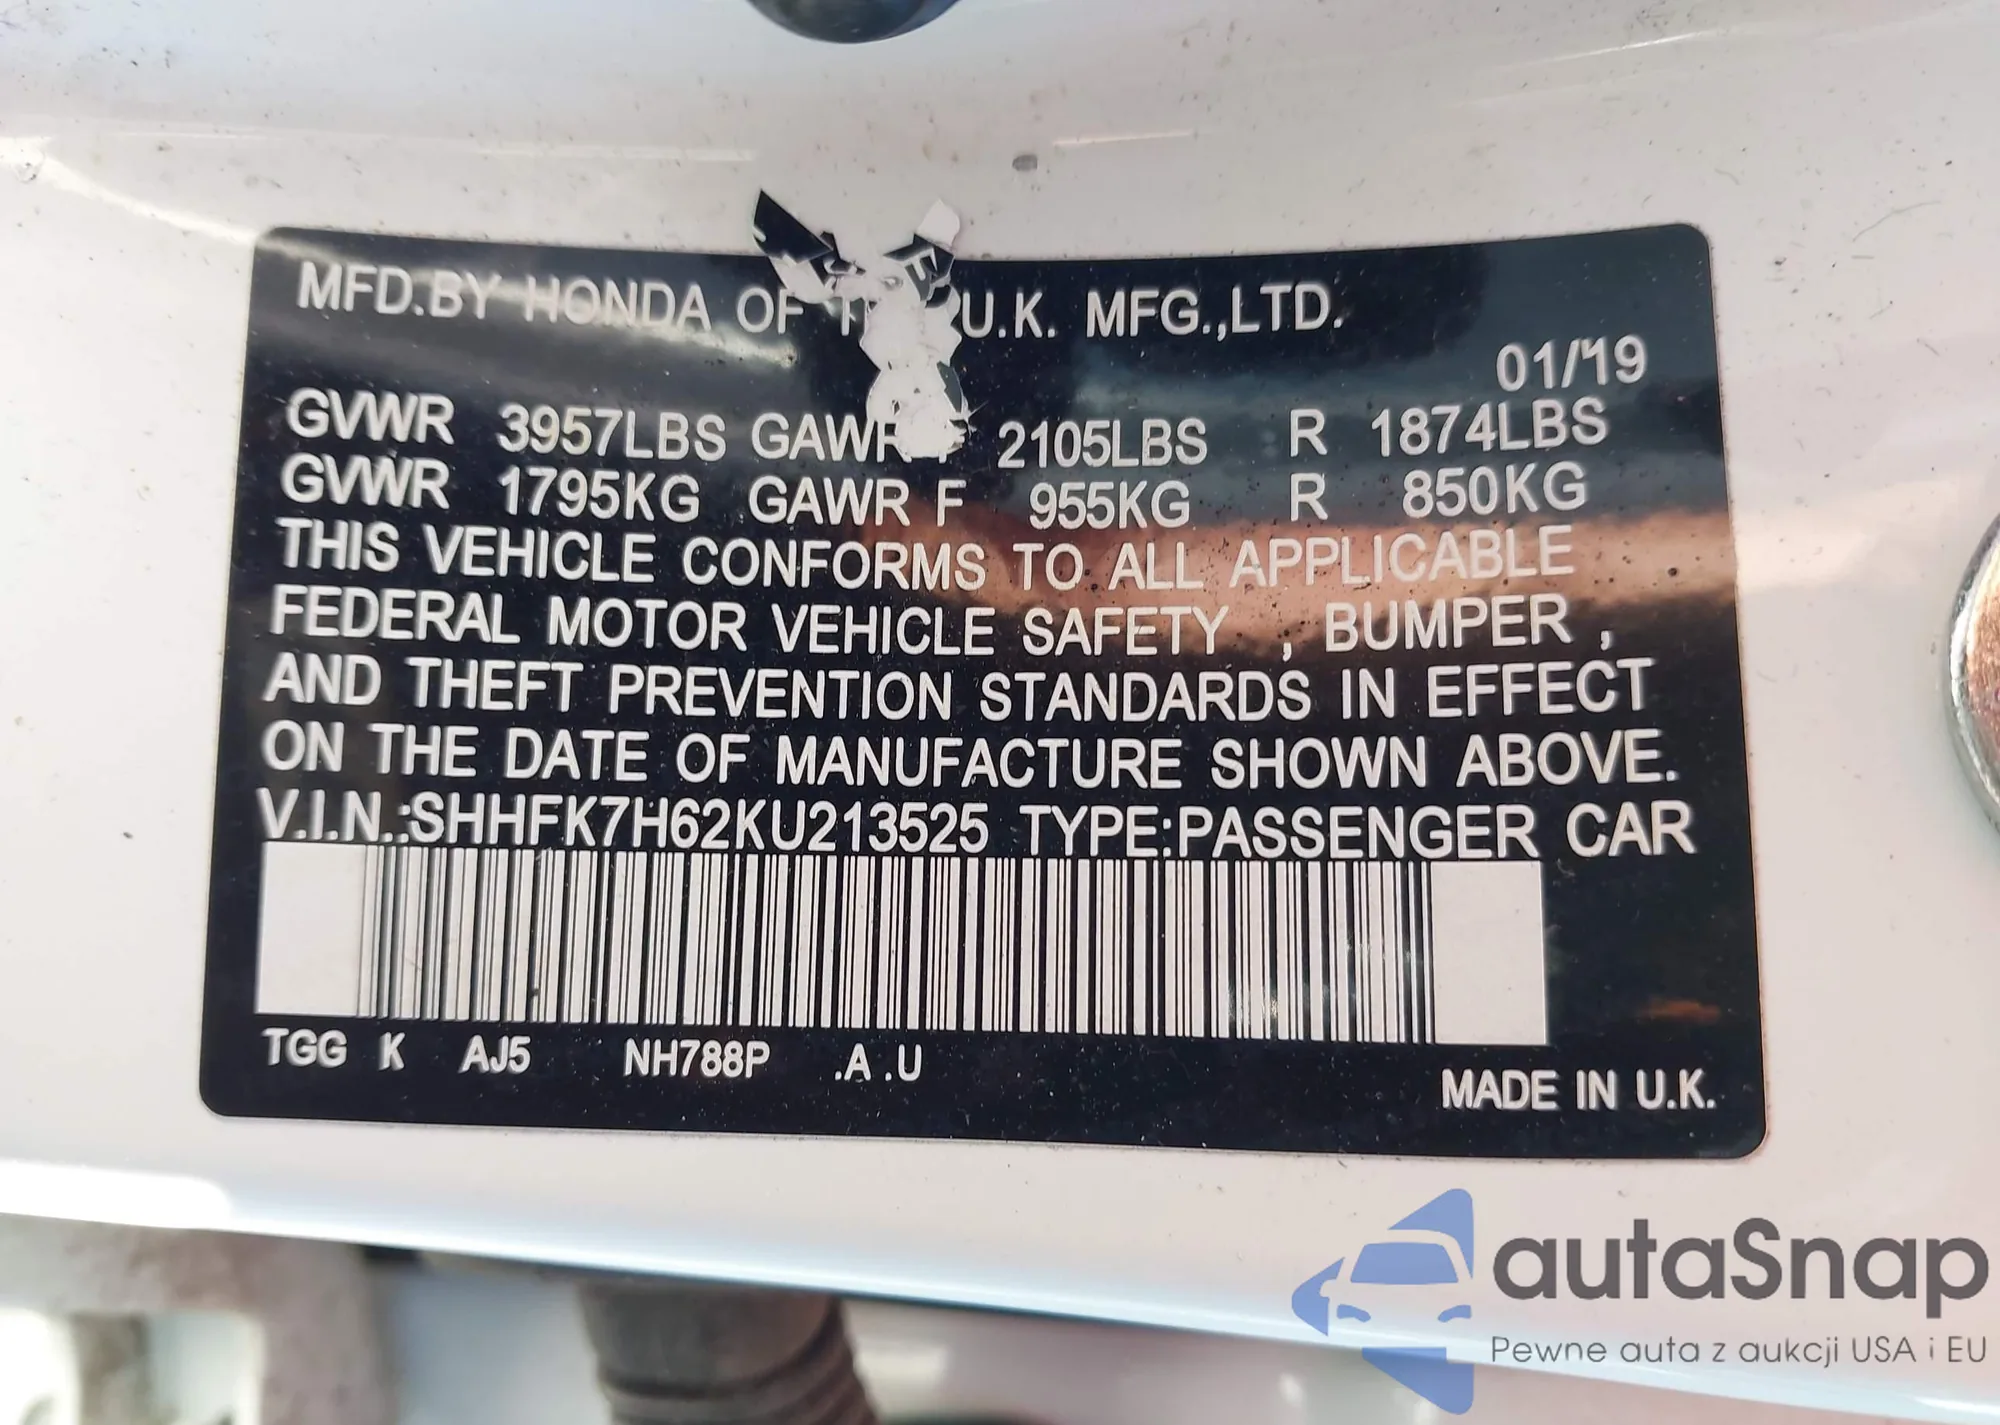 MFD.BY HONDA OF U.K. MFG.,LTD.
01/'19
GVWR 3957LBS GAWR F 2105LBS R 1874LBS
GVWR 1795KG GAWR F 955KG R 850KG
THIS VEHICLE CONFORMS TO ALL APPLICABLE
FEDERAL MOTOR VEHICLE SAFETY , BUMPER ,
AND THEFT PREVENTION STANDARDS IN EFFECT
ON THE DATE OF MANUFACTURE SHOWN ABOVE.
V.I.N.:SHHFK7H62KU213525 TYPE:PASSENGER CAR
TGG K AJ5 NH788P .A .U
MADE IN U.K.
autaSnap
Pewne auta z aukcji USA i EU